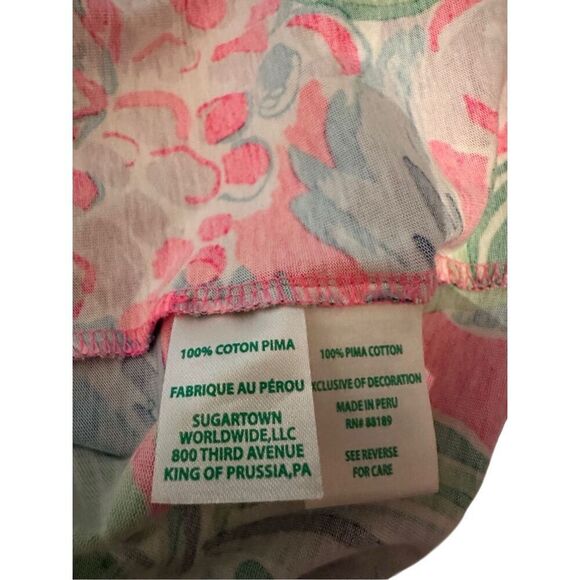 100% COTON PIMA
FABRIQUE AU PÉROU
SUGARTOWN
WORLDWIDE,LLC
800 THIRD AVENUE
KING OF PRUSSIA,PA
100% PIMA COTTON
XCLUSIVE OF DECORATION
MADE IN PERU
RN# 88189
SEE REVERSE
FOR CARE